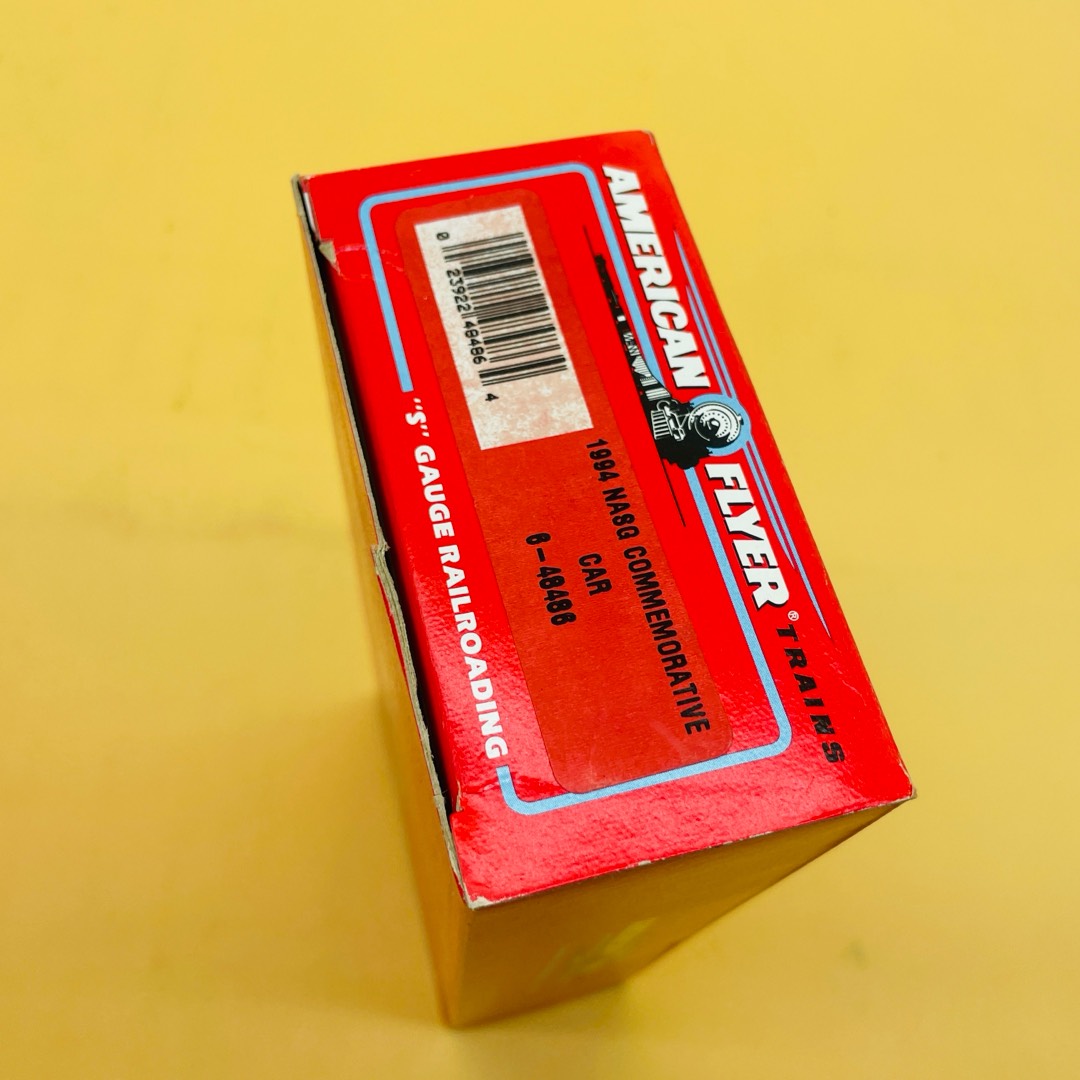 AMERICAN FLYER® TRAINS
1994 NASG COMMEMORATIVE
CAR
6-48486
0 23922 48486 4
"S" GAUGE RAILROADING